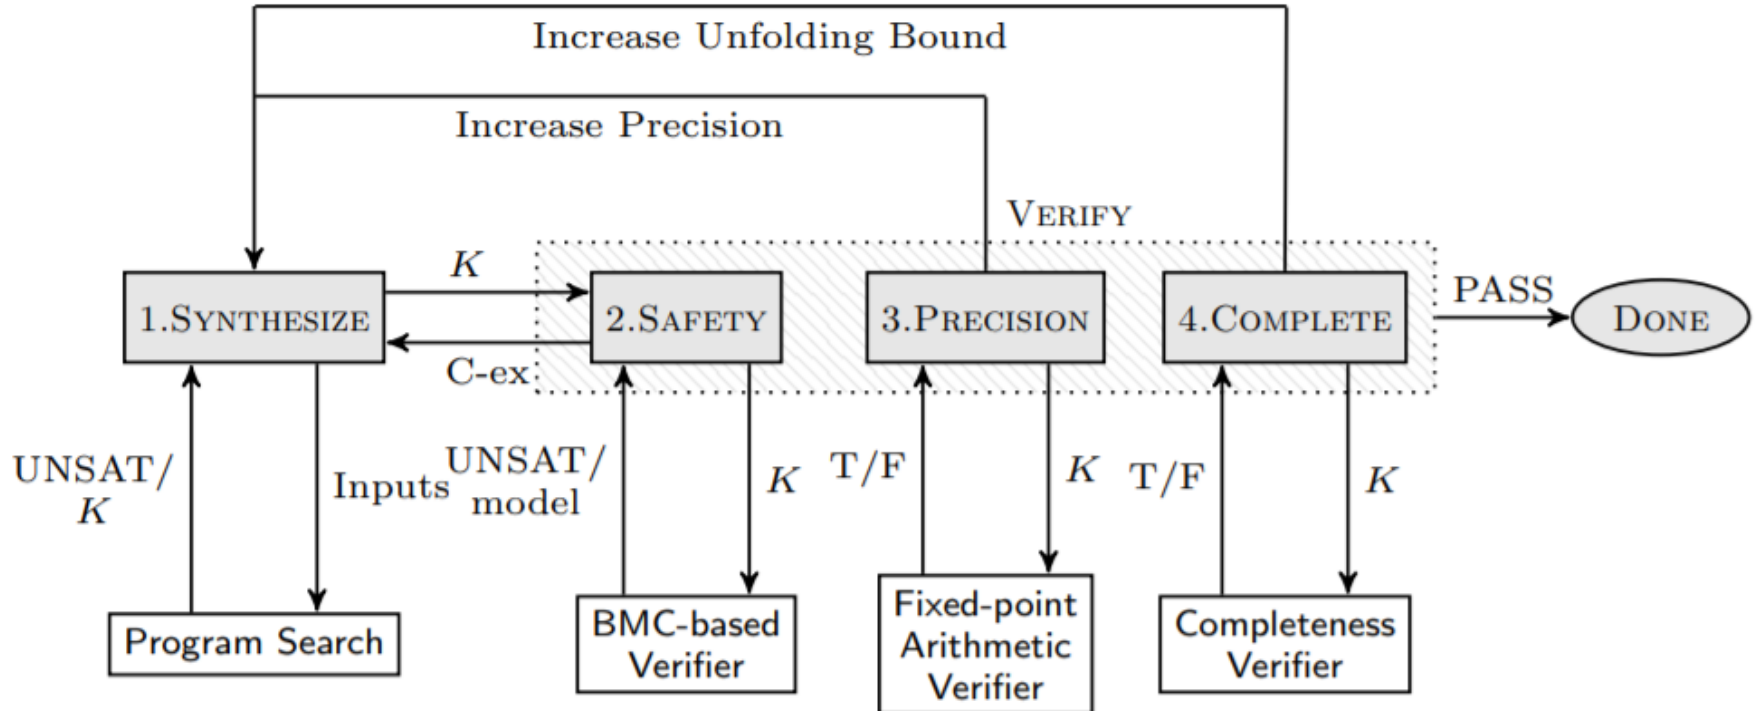 Increase Unfolding Bound
Increase Precision
VERIFY
K
1.SYNTHESIZE
2.SAFETY
3.PRECISION
4.COMPLETE
PASS
DONE
C-ex
UNSAT/
K
Inputs
UNSAT/
model
K
T/F
K
T/F
K
Program Search
BMC-based
Verifier
Fixed-point
Arithmetic
Verifier
Completeness
Verifier